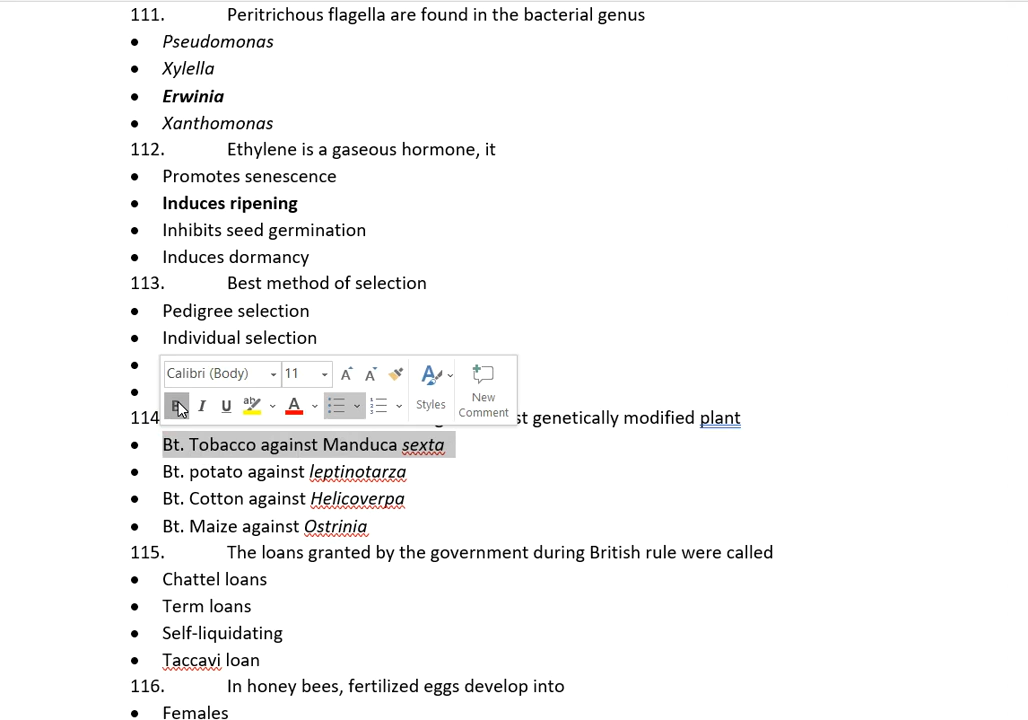 111. Peritrichous flagella are found in the bacterial genus
• Pseudomonas
• Xylella
• Erwinia
• Xanthomonas
112. Ethylene is a gaseous hormone, it
• Promotes senescence
• Induces ripening
• Inhibits seed germination
• Induces dormancy
113. Best method of selection
• Pedigree selection
• Individual selection
•
Calibri (Body) 11
New
•
B I U ab A Styles Comment
114 st genetically modified plant
• Bt. Tobacco against Manduca sexta
• Bt. potato against leptinotarza
• Bt. Cotton against Helicoverpa
• Bt. Maize against Ostrinia
115. The loans granted by the government during British rule were called
• Chattel loans
• Term loans
• Self-liquidating
• Taccavi loan
116. In honey bees, fertilized eggs develop into
• Females